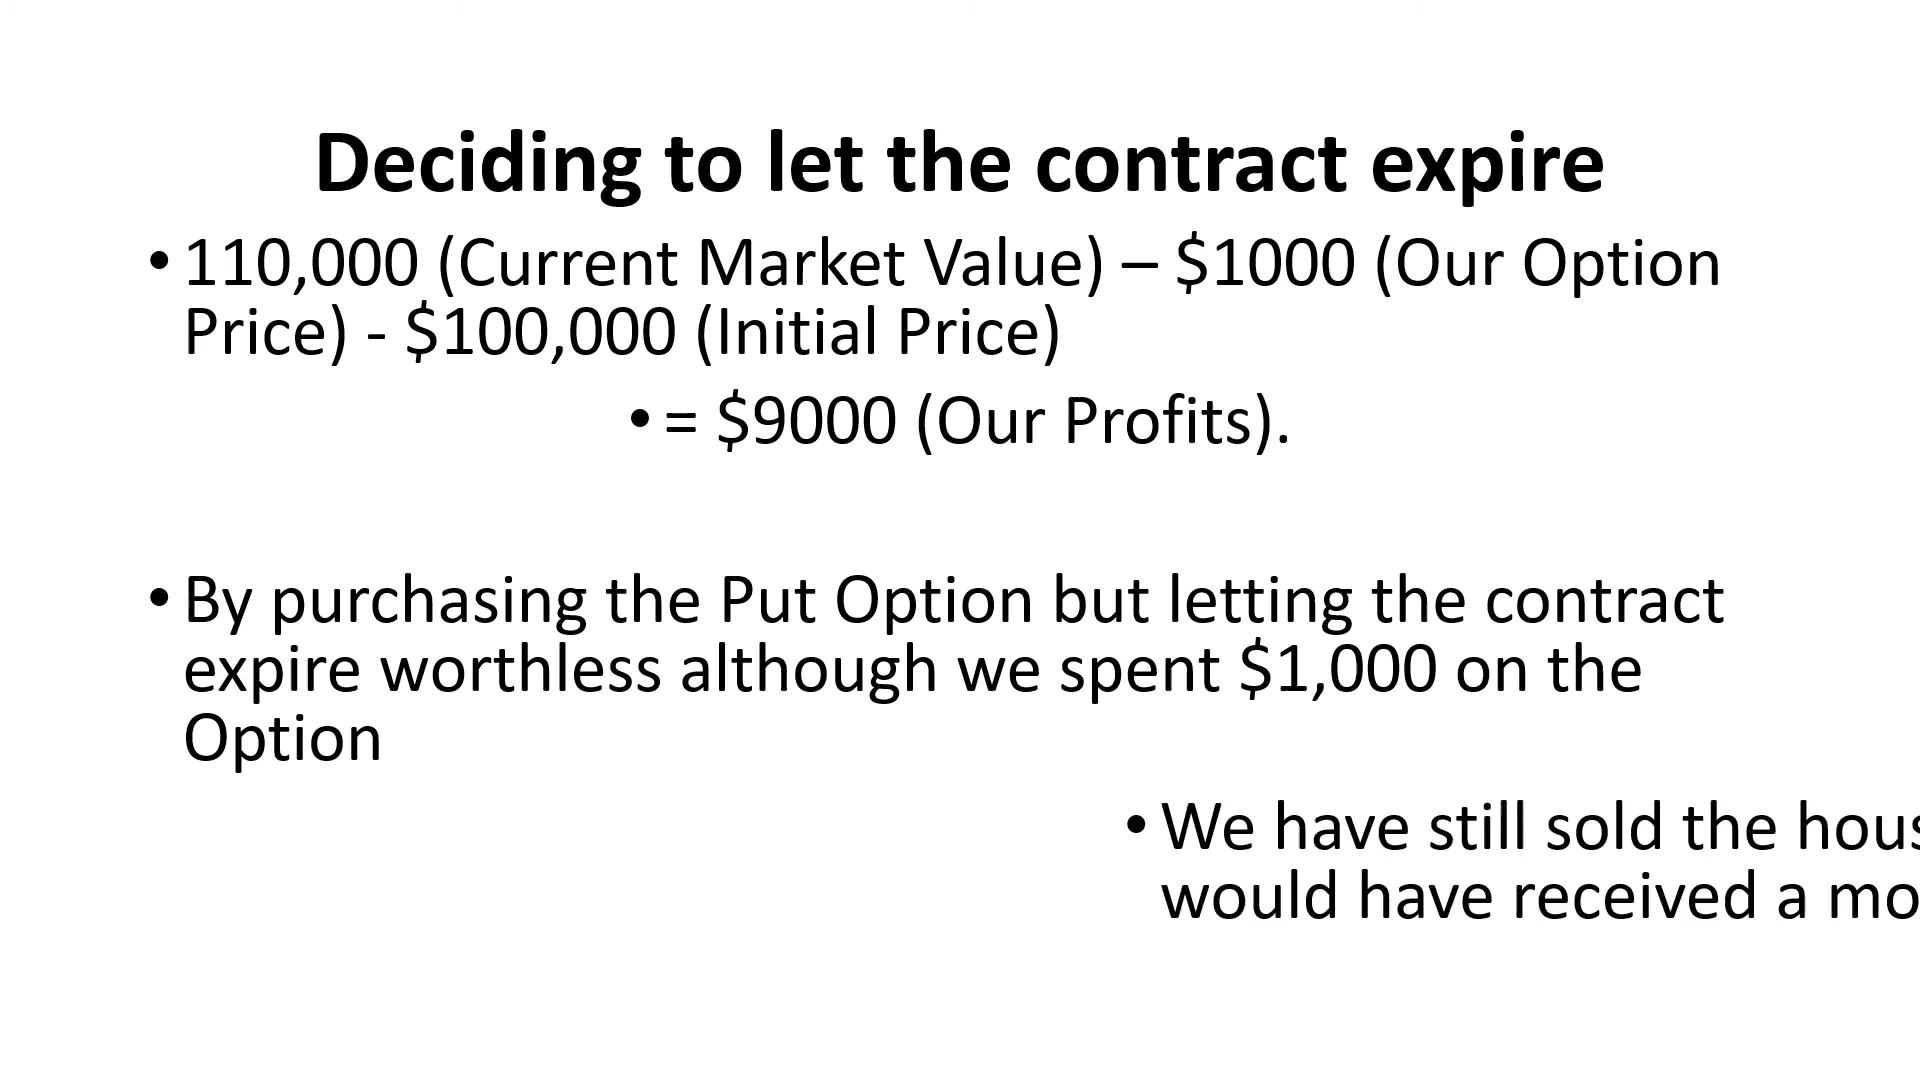 Deciding to let the contract expire
• 110,000 (Current Market Value) – $1000 (Our Option
Price) - $100,000 (Initial Price)
• = $9000 (Our Profits).
• By purchasing the Put Option but letting the contract
expire worthless although we spent $1,000 on the
Option
• We have still sold the
would have received a